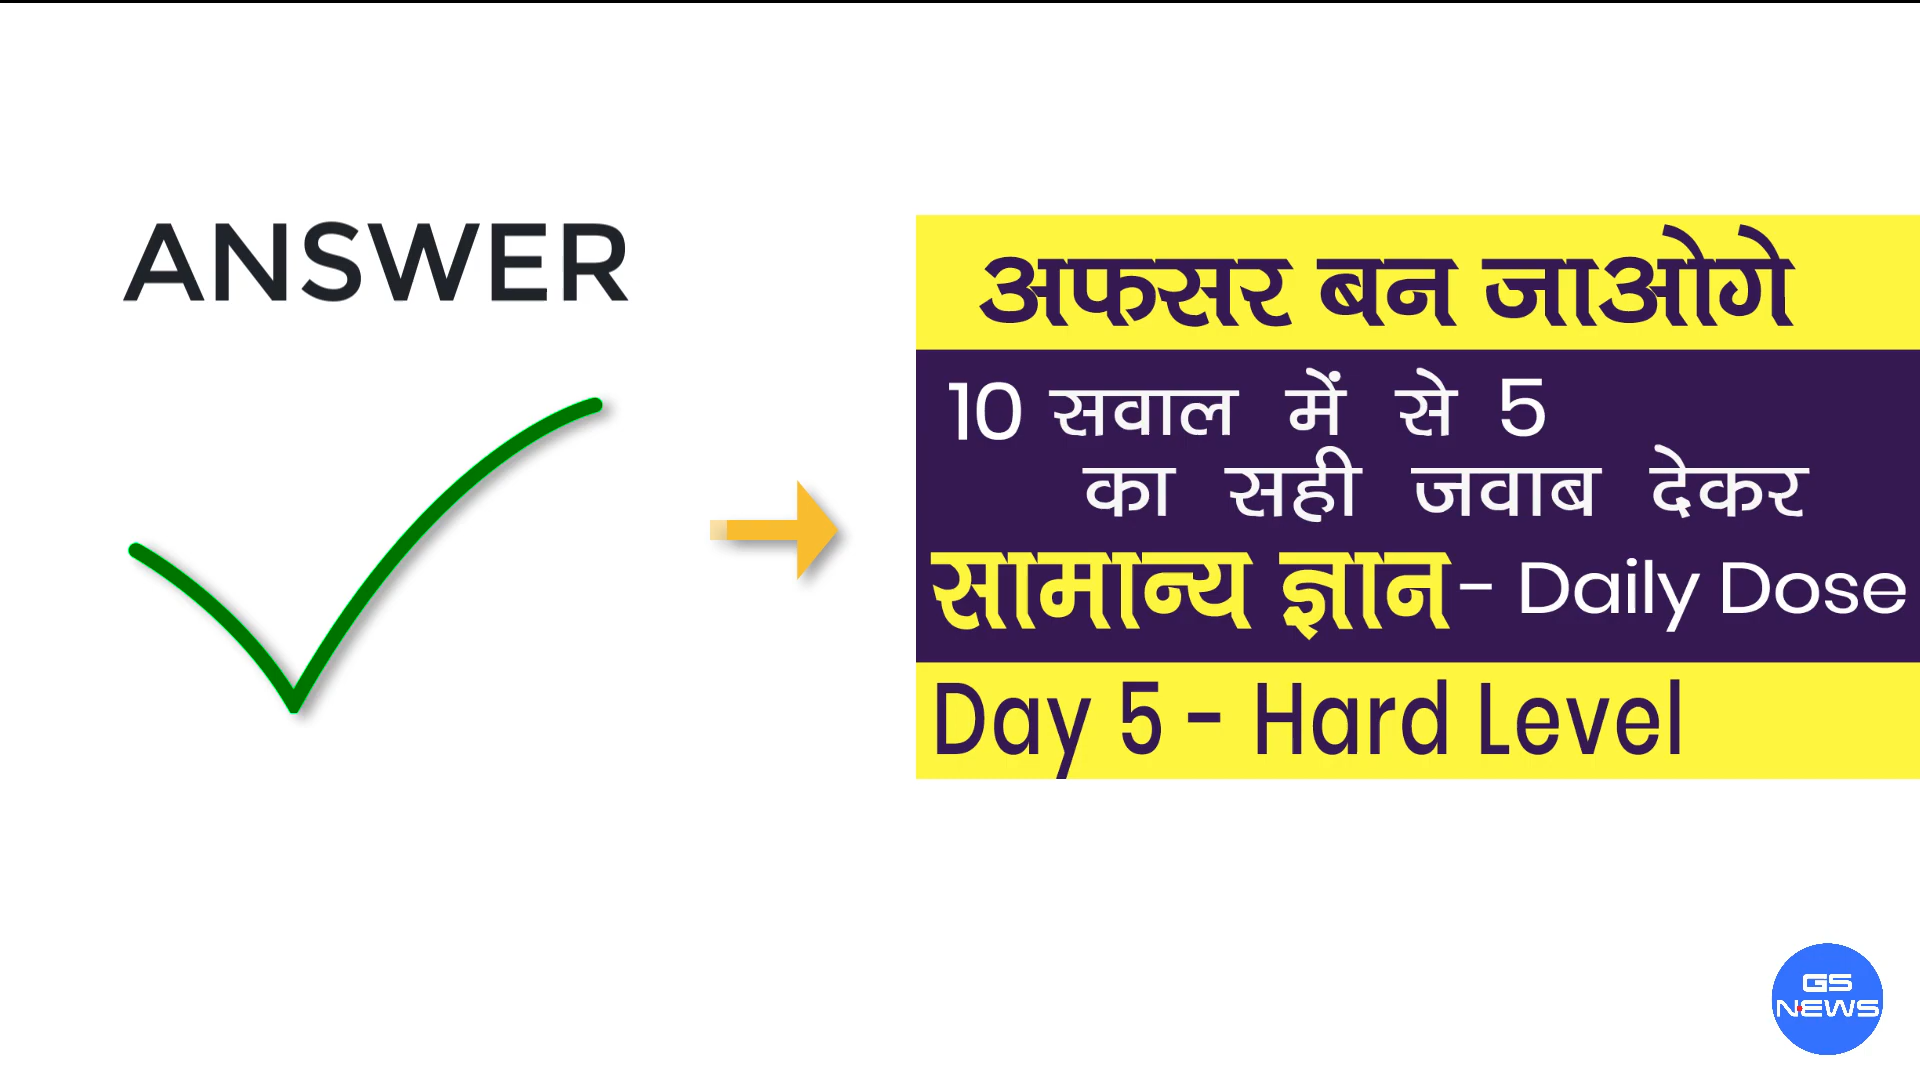 ANSWER
अफसर बन जाओगे
10 सवाल में से 5
का सही जवाब देकर
सामान्य ज्ञान - Daily Dose
Day 5 - Hard Level
GS
NEWS